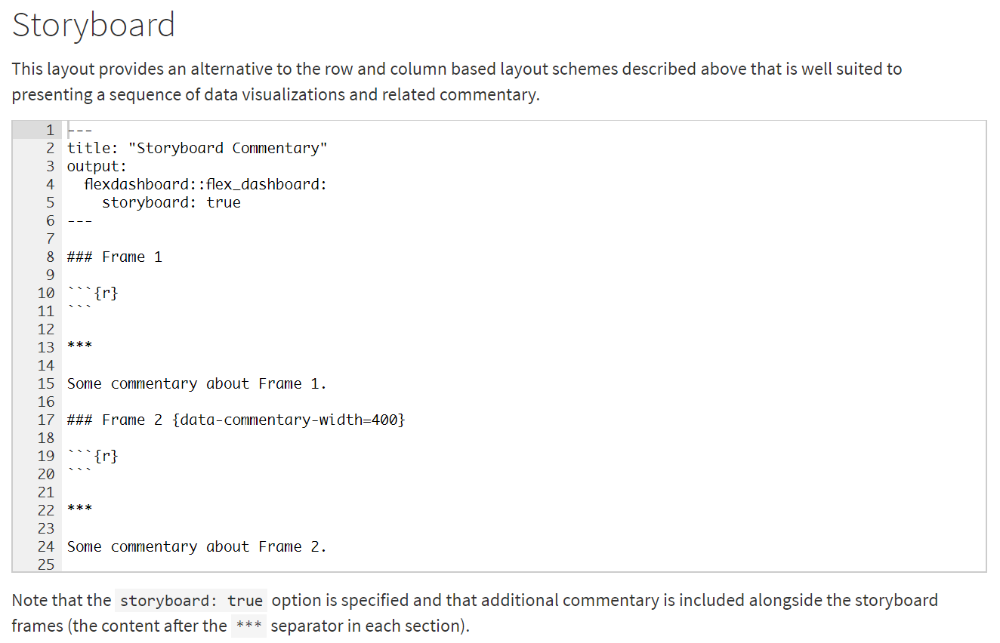 Storyboard
This layout provides an alternative to the row and column based layout schemes described above that is well suited to
presenting a sequence of data visualizations and related commentary.
1 ---
2 title: "Storyboard Commentary"
3 output:
4   flexdashboard::flex_dashboard:
5     storyboard: true
6 ---
7
8 ### Frame 1
9
10 ```{r}
11 ```
12
13 ***
14
15 Some commentary about Frame 1.
16
17 ### Frame 2 {data-commentary-width=400}
18
19 ```{r}
20 ```
21
22 ***
23
24 Some commentary about Frame 2.
25
Note that the storyboard: true option is specified and that additional commentary is included alongside the storyboard
frames (the content after the *** separator in each section).